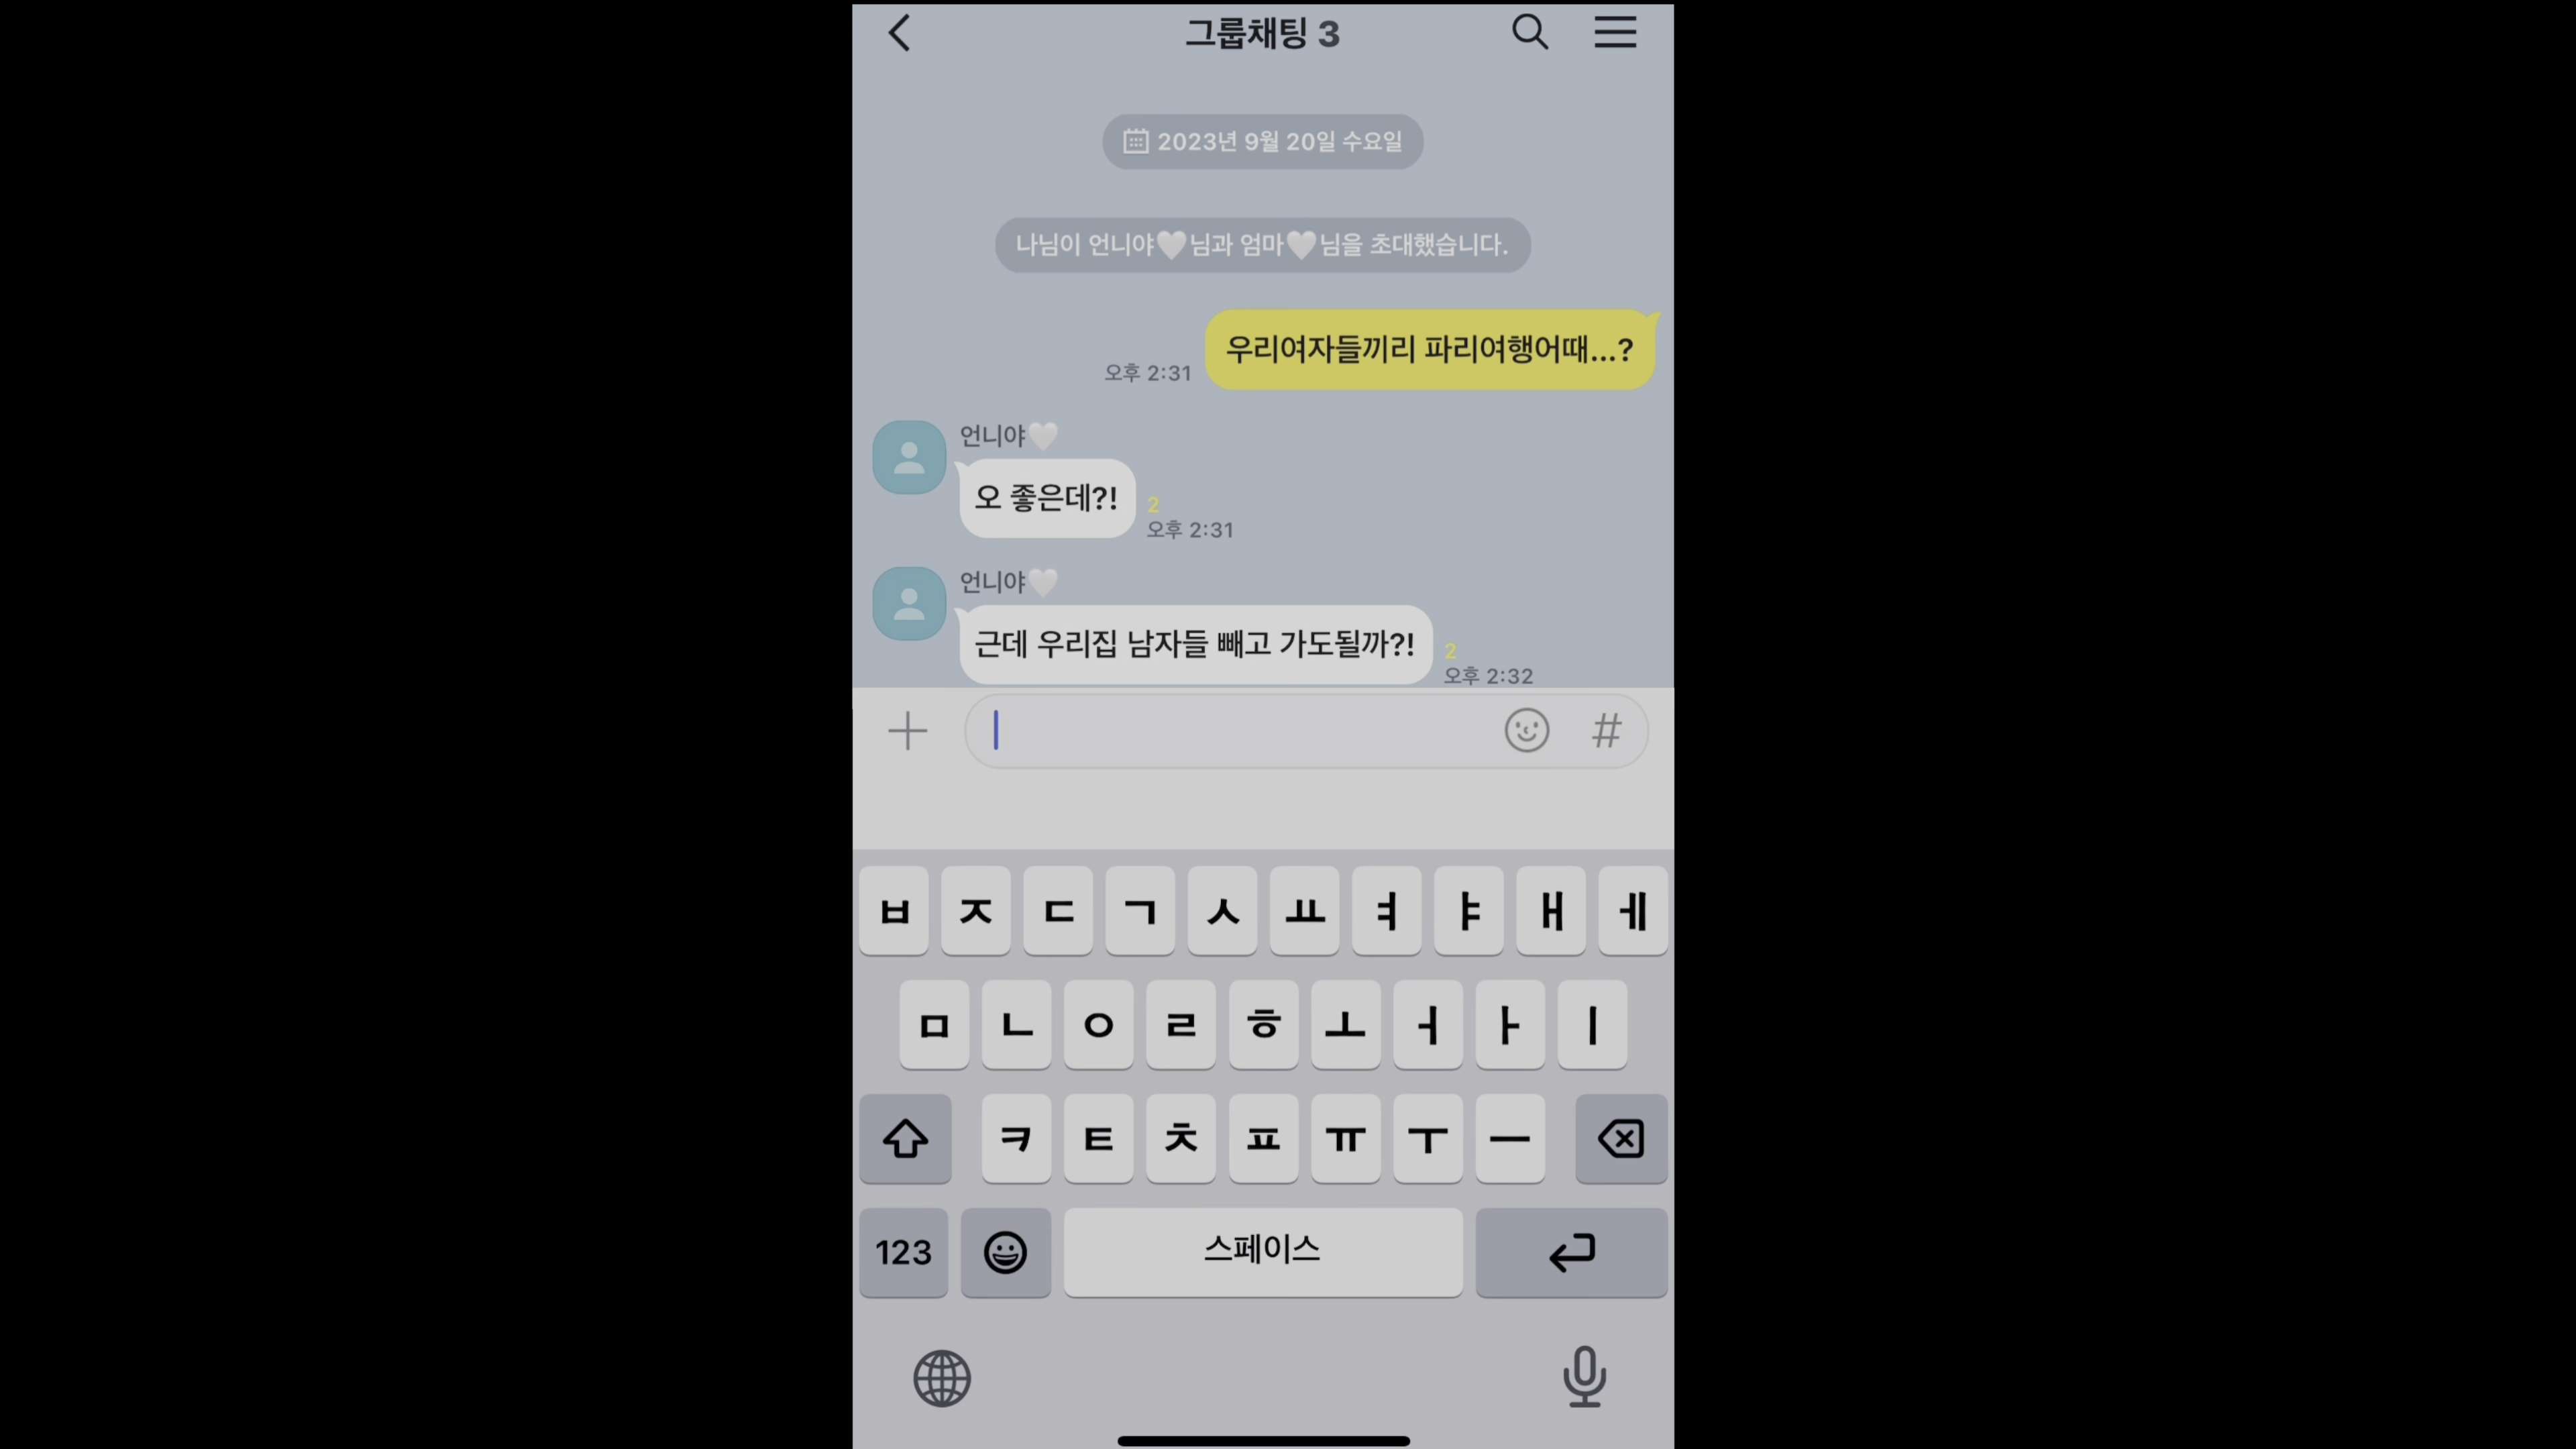 그룹채팅 3
2023년 9월 20일 수요일
나님이 언니야🤍님과 엄마🤍님을 초대했습니다.
우리여자들끼리 파리여행어때...?
오후 2:31
언니야🤍
오 좋은데?!
2
오후 2:31
언니야🤍
근데 우리집 남자들 빼고 가도될까?!
2
오후 2:32
#
ㅂ ㅈ ㄷ ㄱ ㅅ ㅛ ㅕ ㅑ ㅐ ㅔ
ㅁ ㄴ ㅇ ㄹ ㅎ ㅗ ㅓ ㅏ ㅣ
ㅋ ㅌ ㅊ ㅍ ㅠ ㅜ ㅡ
123 스페이스